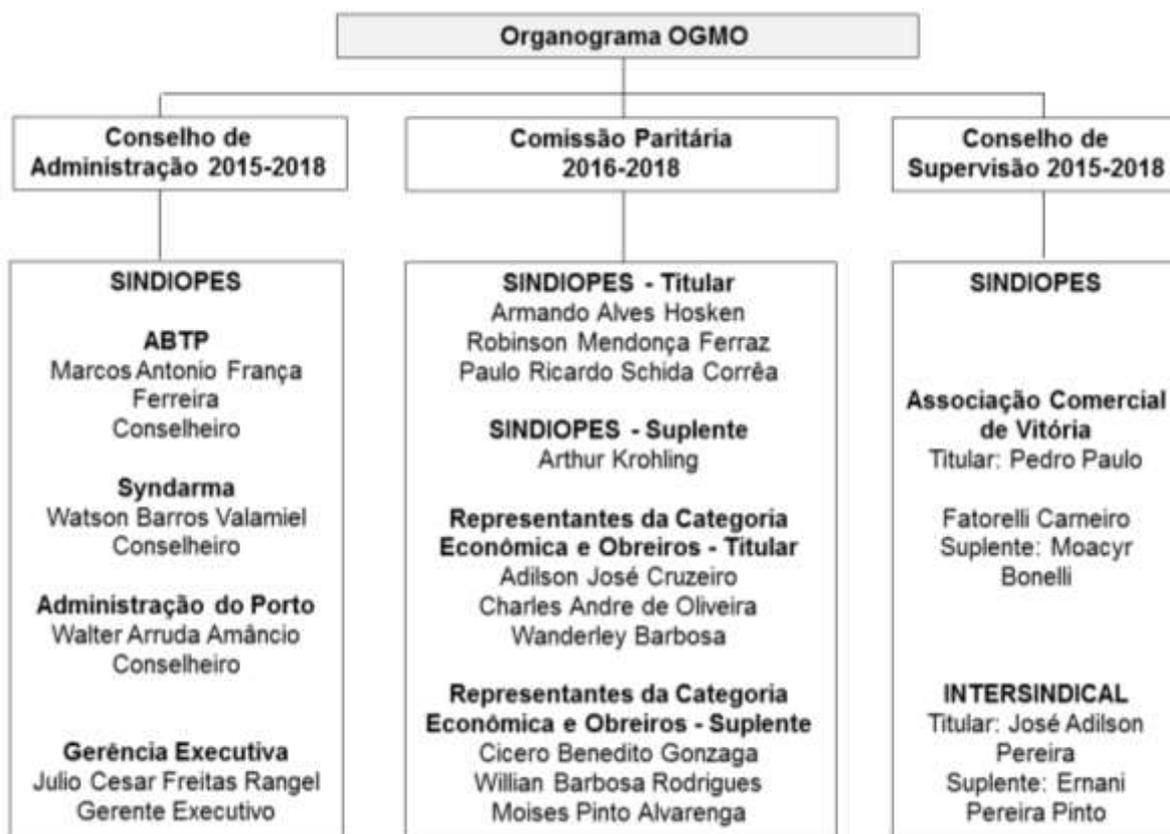 Organograma OGMO
Conselho de
Administração 2015-2018
Comissão Paritária
2016-2018
Conselho de
Supervisão 2015-2018
SINDIOPES
ABTP
Marcos Antonio França
Ferreira
Conselheiro
Syndarma
Watson Barros Valamiel
Conselheiro
Administração do Porto
Walter Arruda Amâncio
Conselheiro
Gerência Executiva
Julio Cesar Freitas Rangel
Gerente Executivo
SINDIOPES - Titular
Armando Alves Hosken
Robinson Mendonça Ferraz
Paulo Ricardo Schida Corrêa
SINDIOPES - Suplente
Arthur Krohling
Representantes da Categoria
Econômica e Obreiros - Titular
Adilson José Cruzeiro
Charles Andre de Oliveira
Wanderley Barbosa
Representantes da Categoria
Econômica e Obreiros - Suplente
Cicero Benedito Gonzaga
Willian Barbosa Rodrigues
Moises Pinto Alvarenga
SINDIOPES
Associação Comercial
de Vitória
Titular: Pedro Paulo
Fatorelli Carneiro
Suplente: Moacyr
Bonelli
INTERSINDICAL
Titular: José Adilson
Pereira
Suplente: Ernani
Pereira Pinto